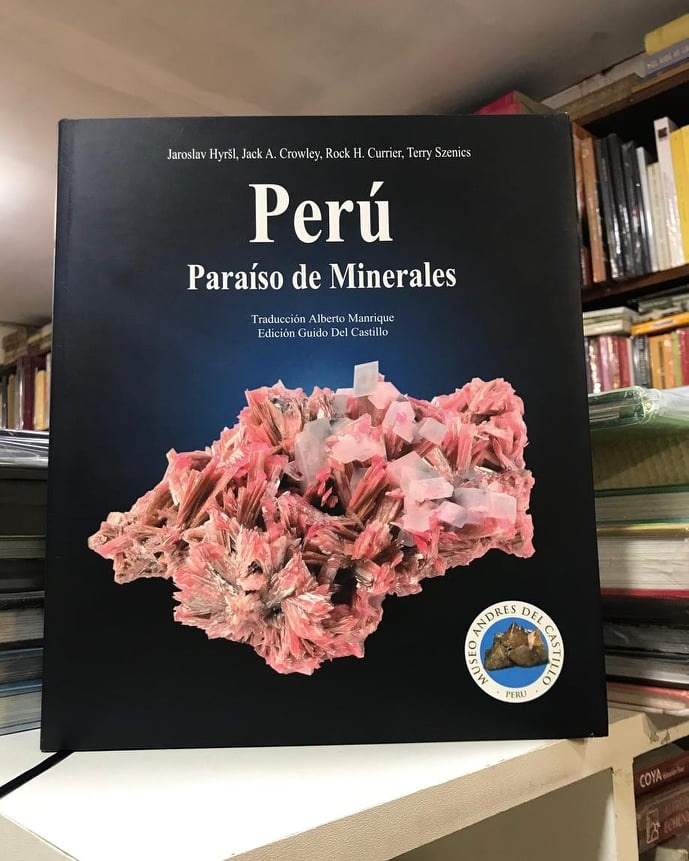 Jaroslav Hyršl, Jack A. Crowley, Rock H. Currier, Terry Szenics
Perú
Paraíso de Minerales
Traducción Alberto Manrique
Edición Guido Del Castillo
MUSEO ANDRES DEL CASTILLO
· PERU ·
COYA